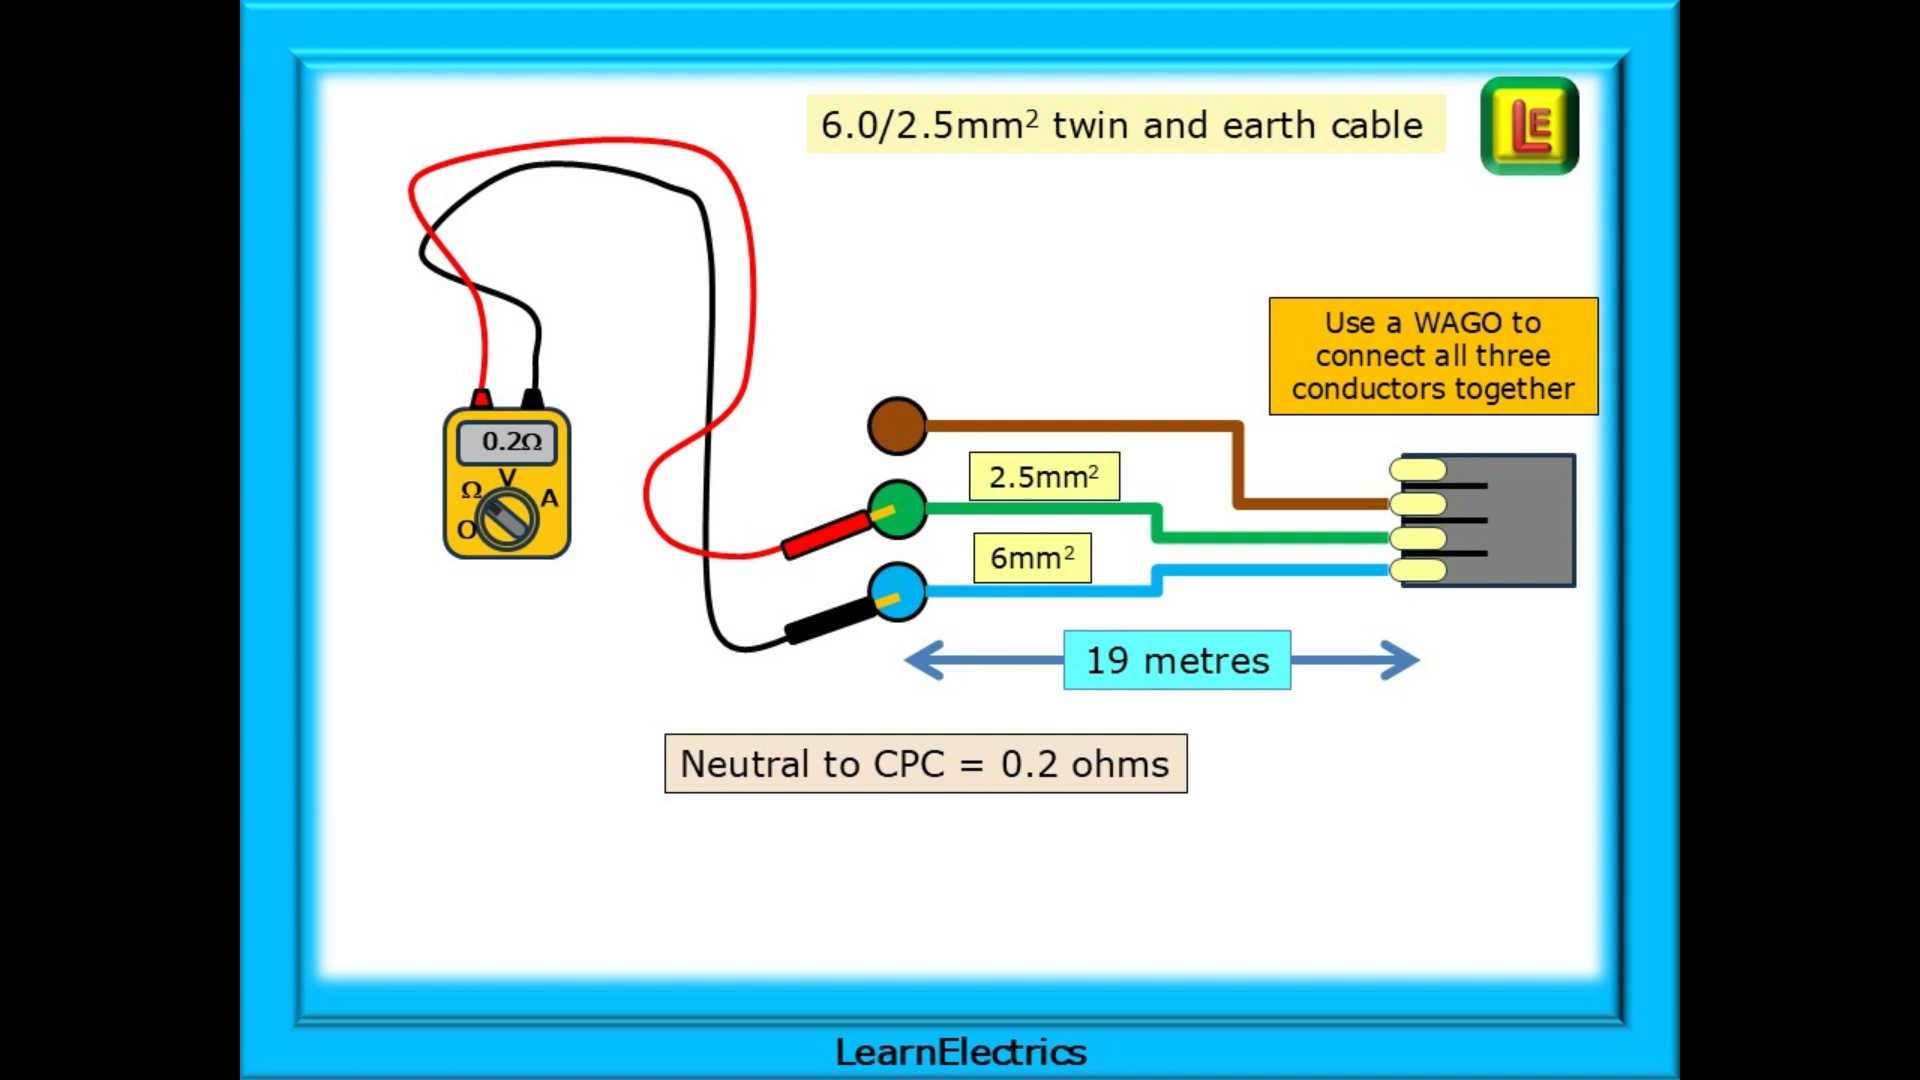 6.0/2.5mm² twin and earth cable
LE
Use a WAGO to
connect all three
conductors together
0.2Ω
V
Ω
A
O
2.5mm²
6mm²
19 metres
Neutral to CPC = 0.2 ohms
LearnElectrics